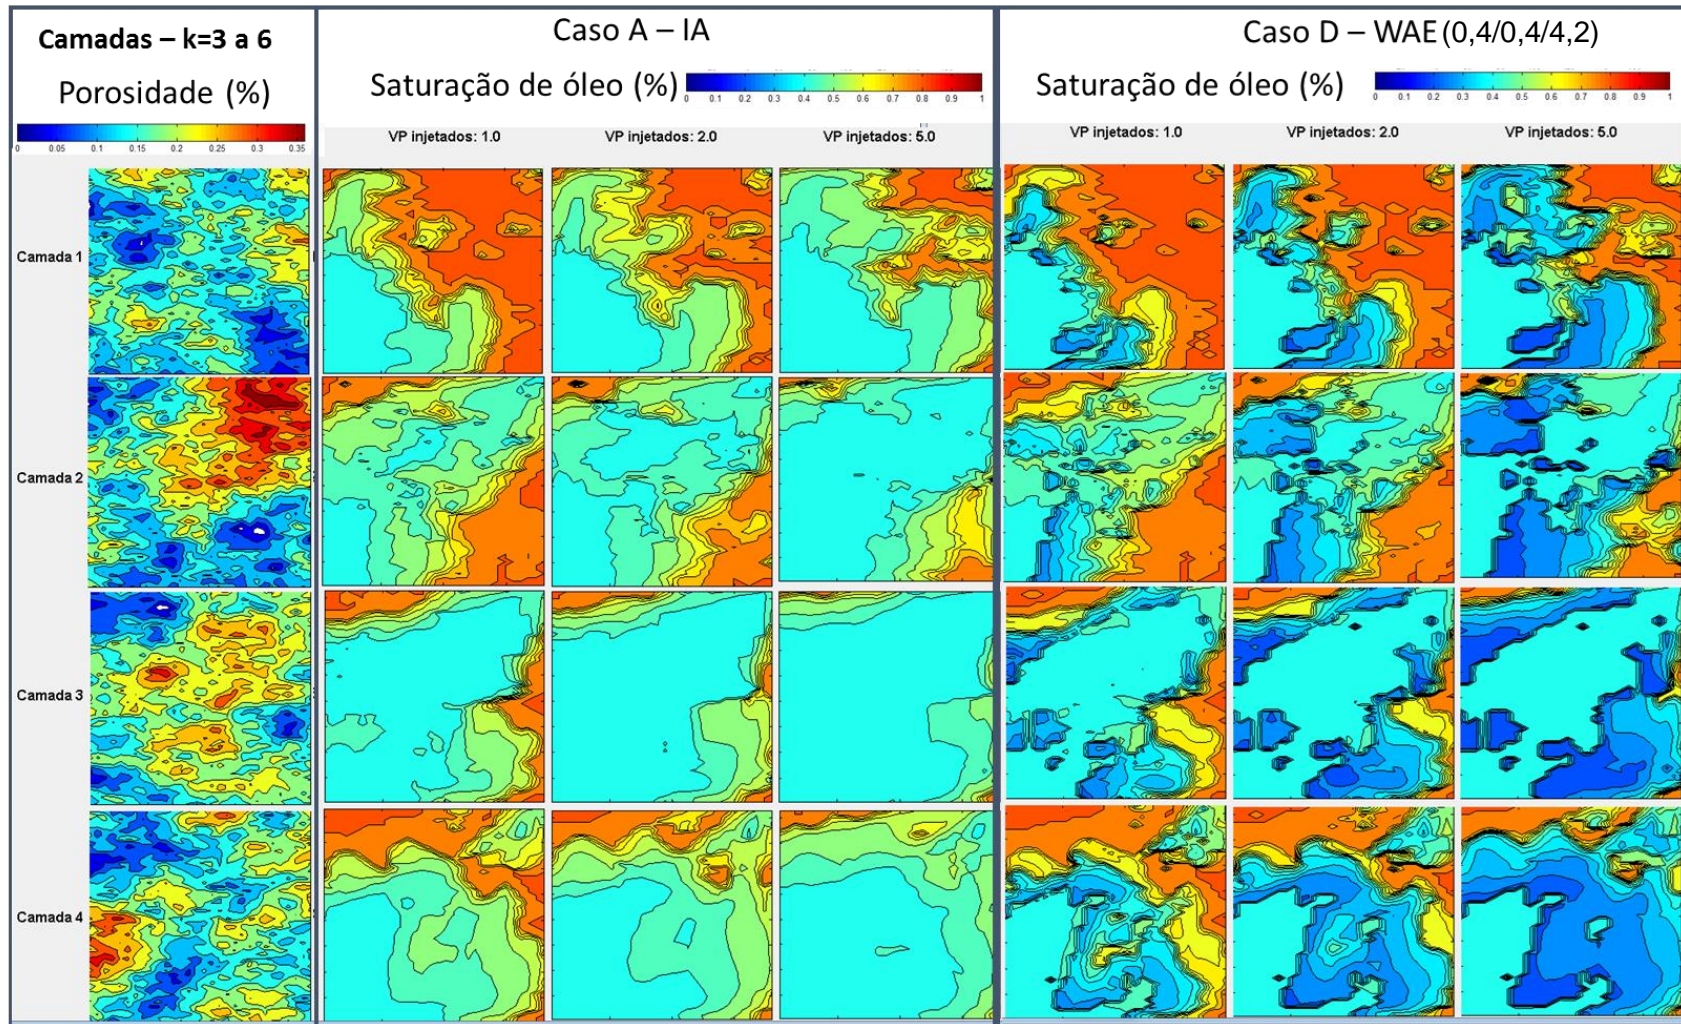 Camadas – k=3 a 6
Porosidade (%)
0 0.05 0.1 0.15 0.2 0.25 0.3 0.35
Caso A – IA
Saturação de óleo (%)
0 0.1 0.2 0.3 0.4 0.5 0.6 0.7 0.8 0.9 1
VP injetados: 1.0
VP injetados: 2.0
VP injetados: 5.0
Caso D – WAE (0,4/0,4/4,2)
Saturação de óleo (%)
0 0.1 0.2 0.3 0.4 0.5 0.6 0.7 0.8 0.9 1
VP injetados: 1.0
VP injetados: 2.0
VP injetados: 5.0
Camada 1
Camada 2
Camada 3
Camada 4